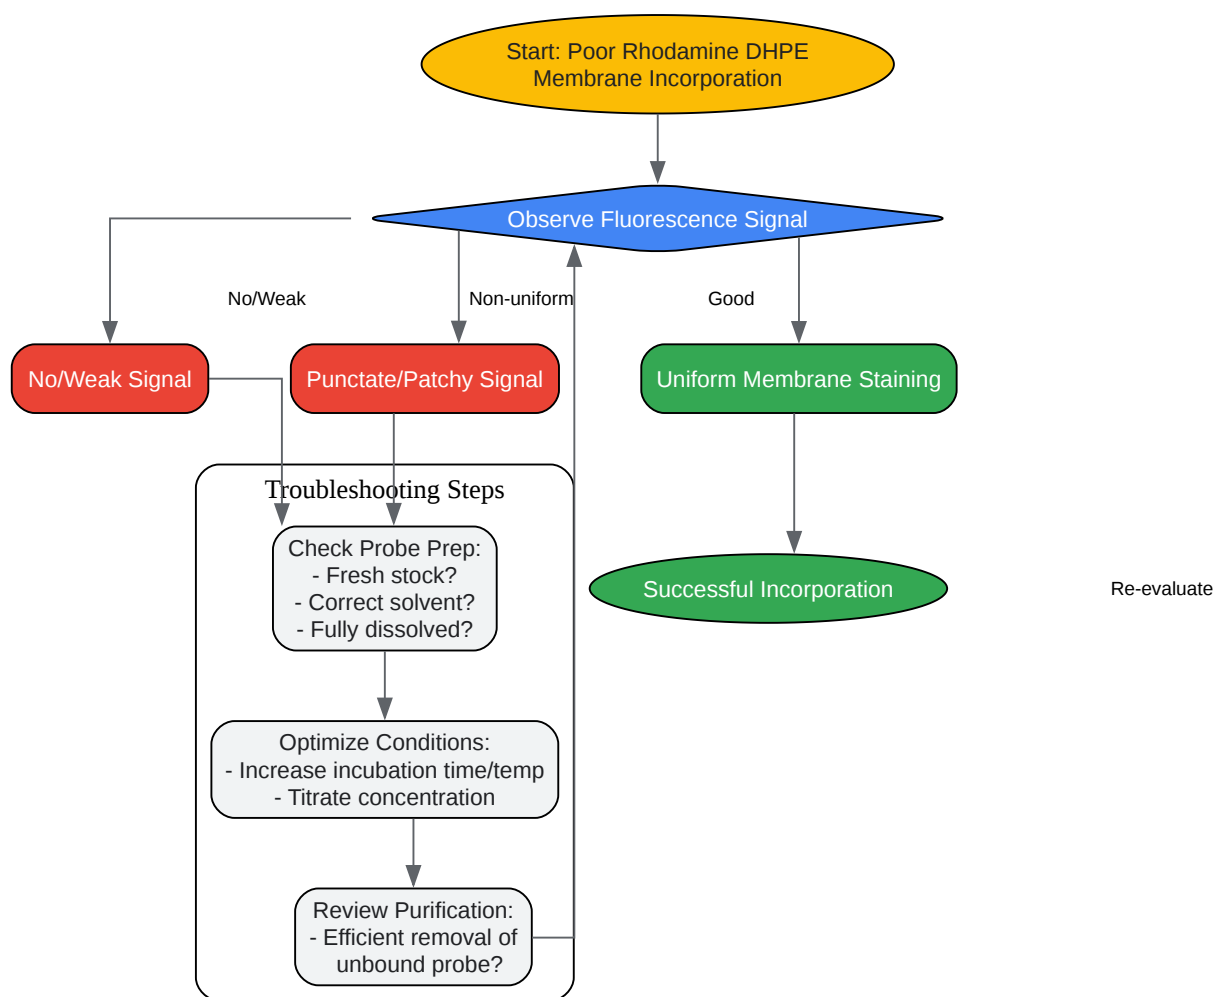 Start: Poor Rhodamine DHPE
Membrane Incorporation
Observe Fluorescence Signal
No/Weak
Non-uniform
Good
No/Weak Signal
Punctate/Patchy Signal
Uniform Membrane Staining
Troubleshooting Steps
Check Probe Prep:
- Fresh stock?
- Correct solvent?
- Fully dissolved?
Successful Incorporation
Re-evaluate
Optimize Conditions:
- Increase incubation time/temp
- Titrate concentration
Review Purification:
- Efficient removal of
unbound probe?